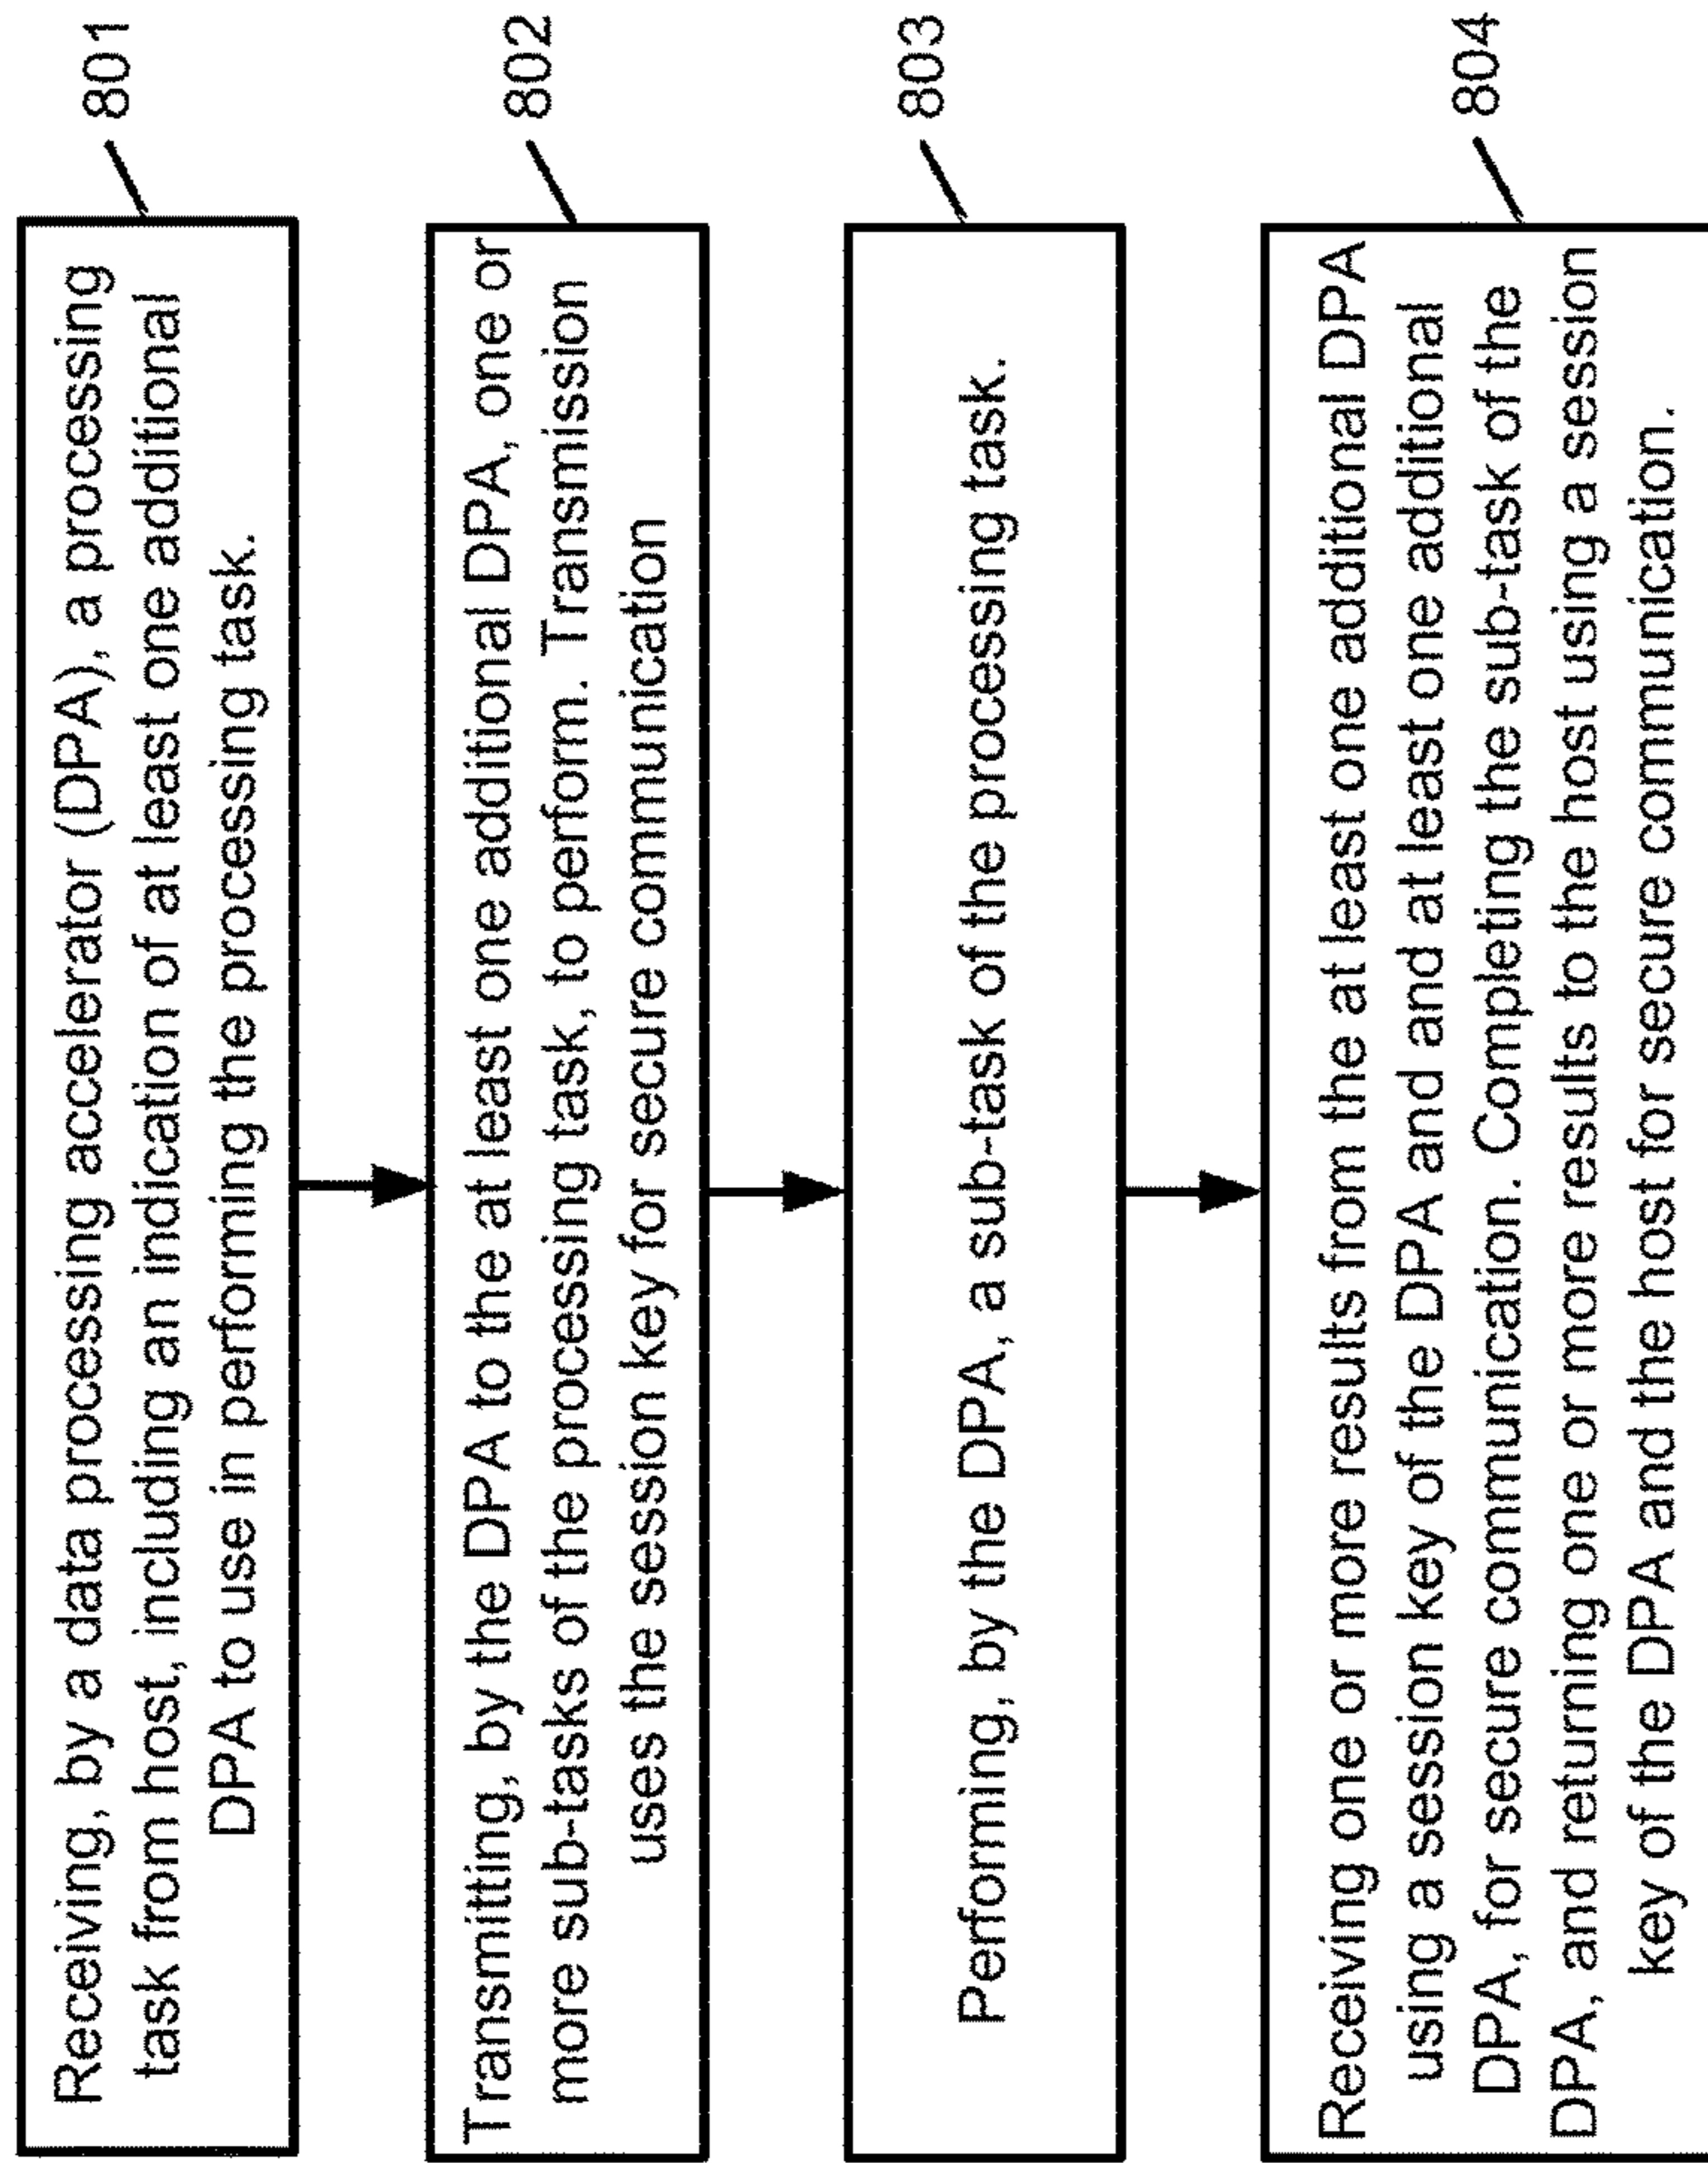 Receiving, by a data processing accelerator (DPA), a processing
task from host, including an indication of at least one additional
DPA to use in performing the processing task.
801
Transmitting, by the DPA to the at least one additional DPA, one or
more sub-tasks of the processing task, to perform. Transmission
uses the session key for secure communication
802
Performing, by the DPA, a sub-task of the processing task.
803
Receiving one or more results from the at least one additional DPA
using a session key of the DPA and and at least one additional
DPA, for secure communication. Completing the sub-task of the
DPA, and returning one or more results to the host using a session
key of the DPA and the host for secure communication.
804